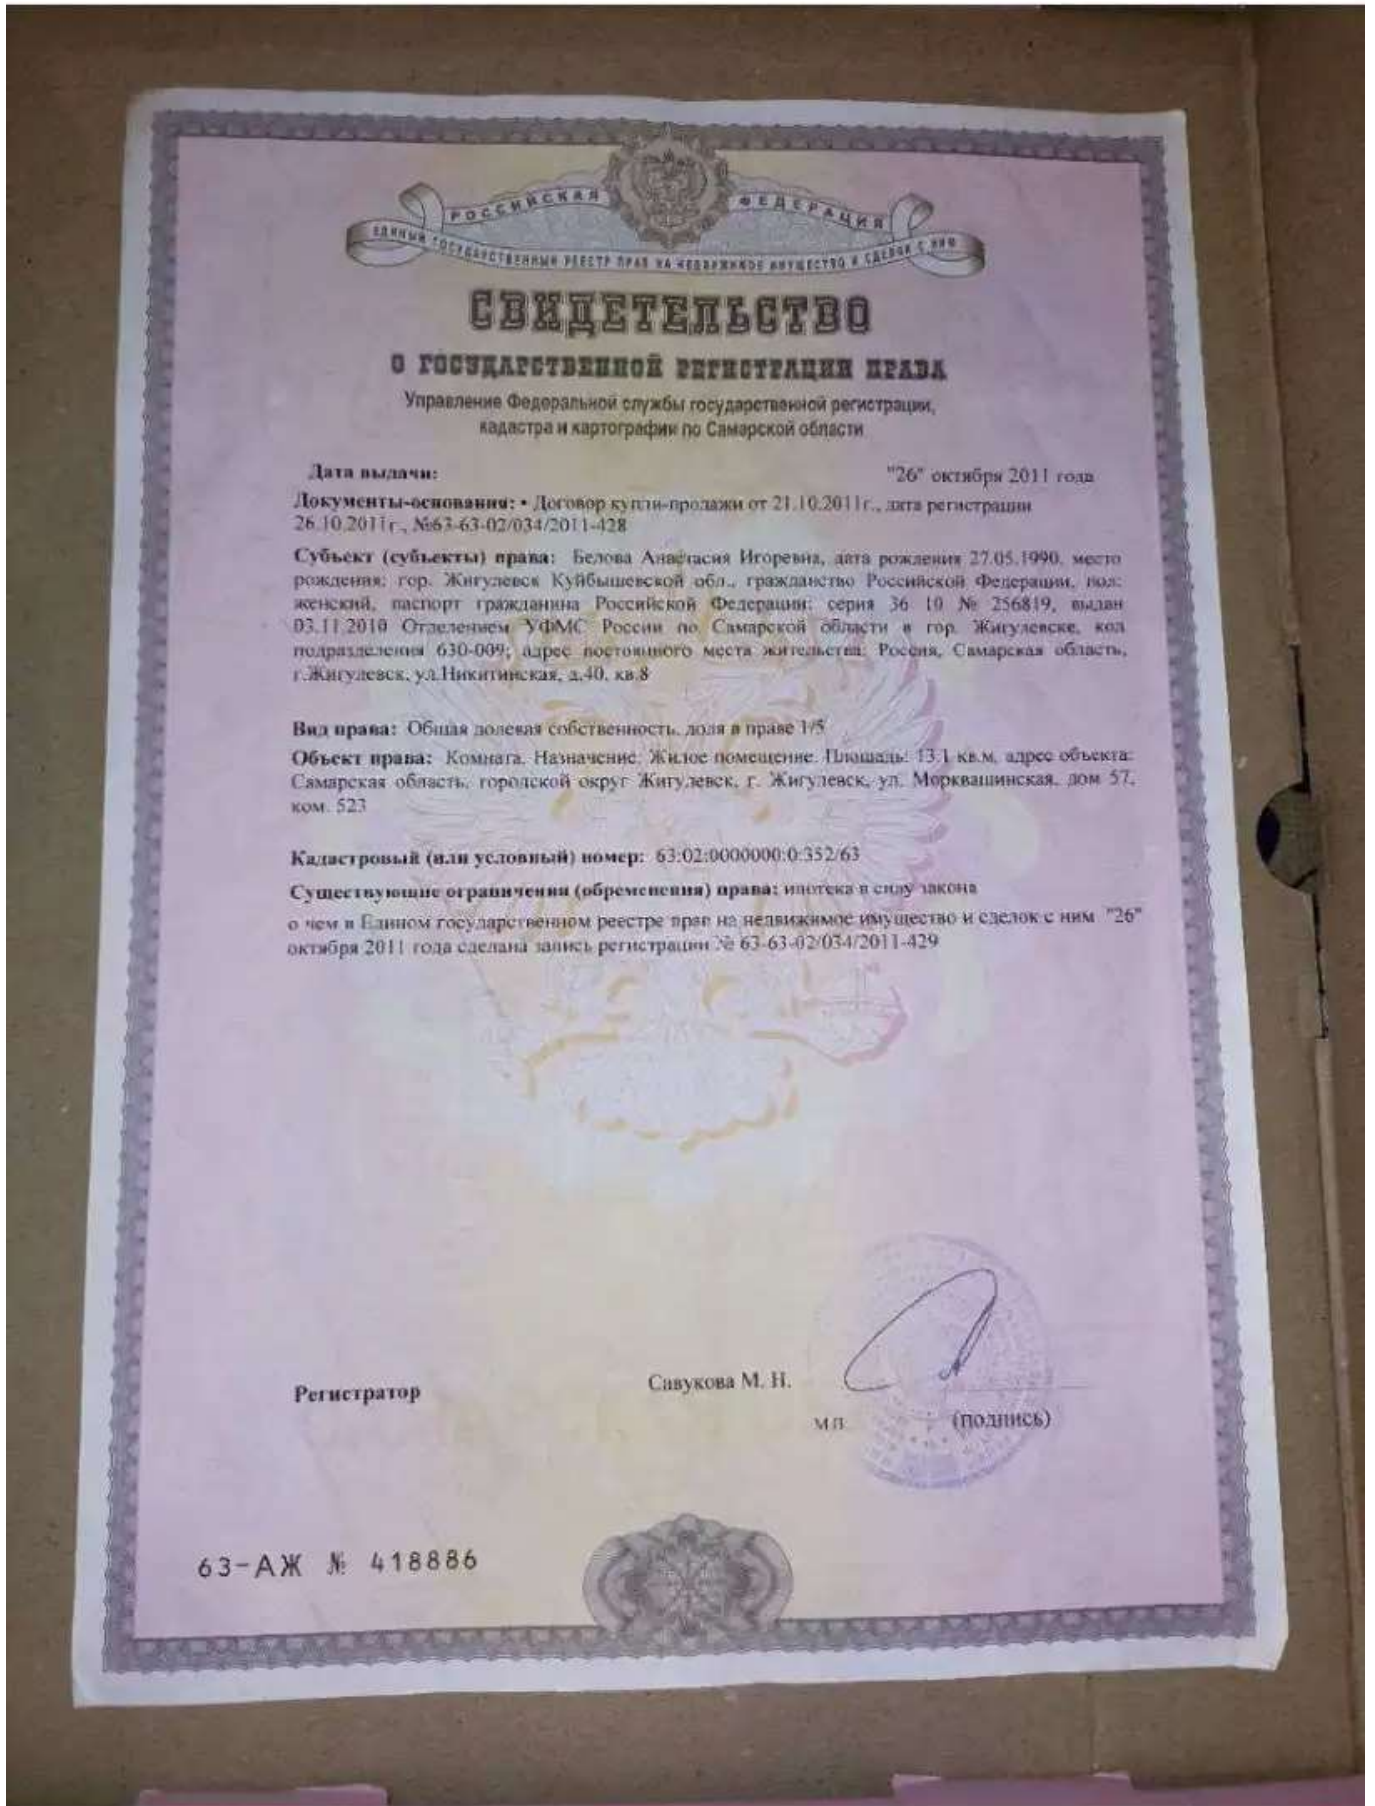 РОССИЙСКАЯ ФЕДЕРАЦИЯ
ЕДИНЫЙ ГОСУДАРСТВЕННЫЙ РЕЕСТР ПРАВ НА НЕДВИЖИМОЕ ИМУЩЕСТВО И СДЕЛОК С НИМ
СВИДЕТЕЛЬСТВО
О ГОСУДАРСТВЕННОЙ РЕГИСТРАЦИИ ПРАВА
Управление Федеральной службы государственной регистрации,
кадастра и картографии по Самарской области
Дата выдачи: "26" октября 2011 года
Документы-основания: • Договор купли-продажи от 21.10.2011г., дата регистрации
26.10.2011г., №63-63-02/034/2011-428
Субъект (субъекты) права: Белова Анастасия Игоревна, дата рождения 27.05.1990, место
рождения: гор. Жигулевск Куйбышевской обл., гражданство Российской Федерации, пол:
женский, паспорт гражданина Российской Федерации: серия 36 10 № 256819, выдан
03.11.2010 Отделением УФМС России по Самарской области в гор. Жигулевске, код
подразделения 630-009; адрес постоянного места жительства: Россия, Самарская область,
г.Жигулевск, ул.Никитинская, д.40, кв.8
Вид права: Общая долевая собственность, доля в праве 1/5
Объект права: Комната. Назначение: Жилое помещение. Площадь: 13,1 кв.м, адрес объекта:
Самарская область, городской округ Жигулевск, г. Жигулевск, ул. Морквашинская, дом 57,
ком. 523
Кадастровый (или условный) номер: 63:02:0000000:0:352/63
Существующие ограничения (обременения) права: ипотека в силу закона
о чем в Едином государственном реестре прав на недвижимое имущество и сделок с ним "26"
октября 2011 года сделана запись регистрации № 63-63-02/034/2011-429
Регистратор Савукова М. Н.
м.п. (подпись)
63-АЖ № 418886